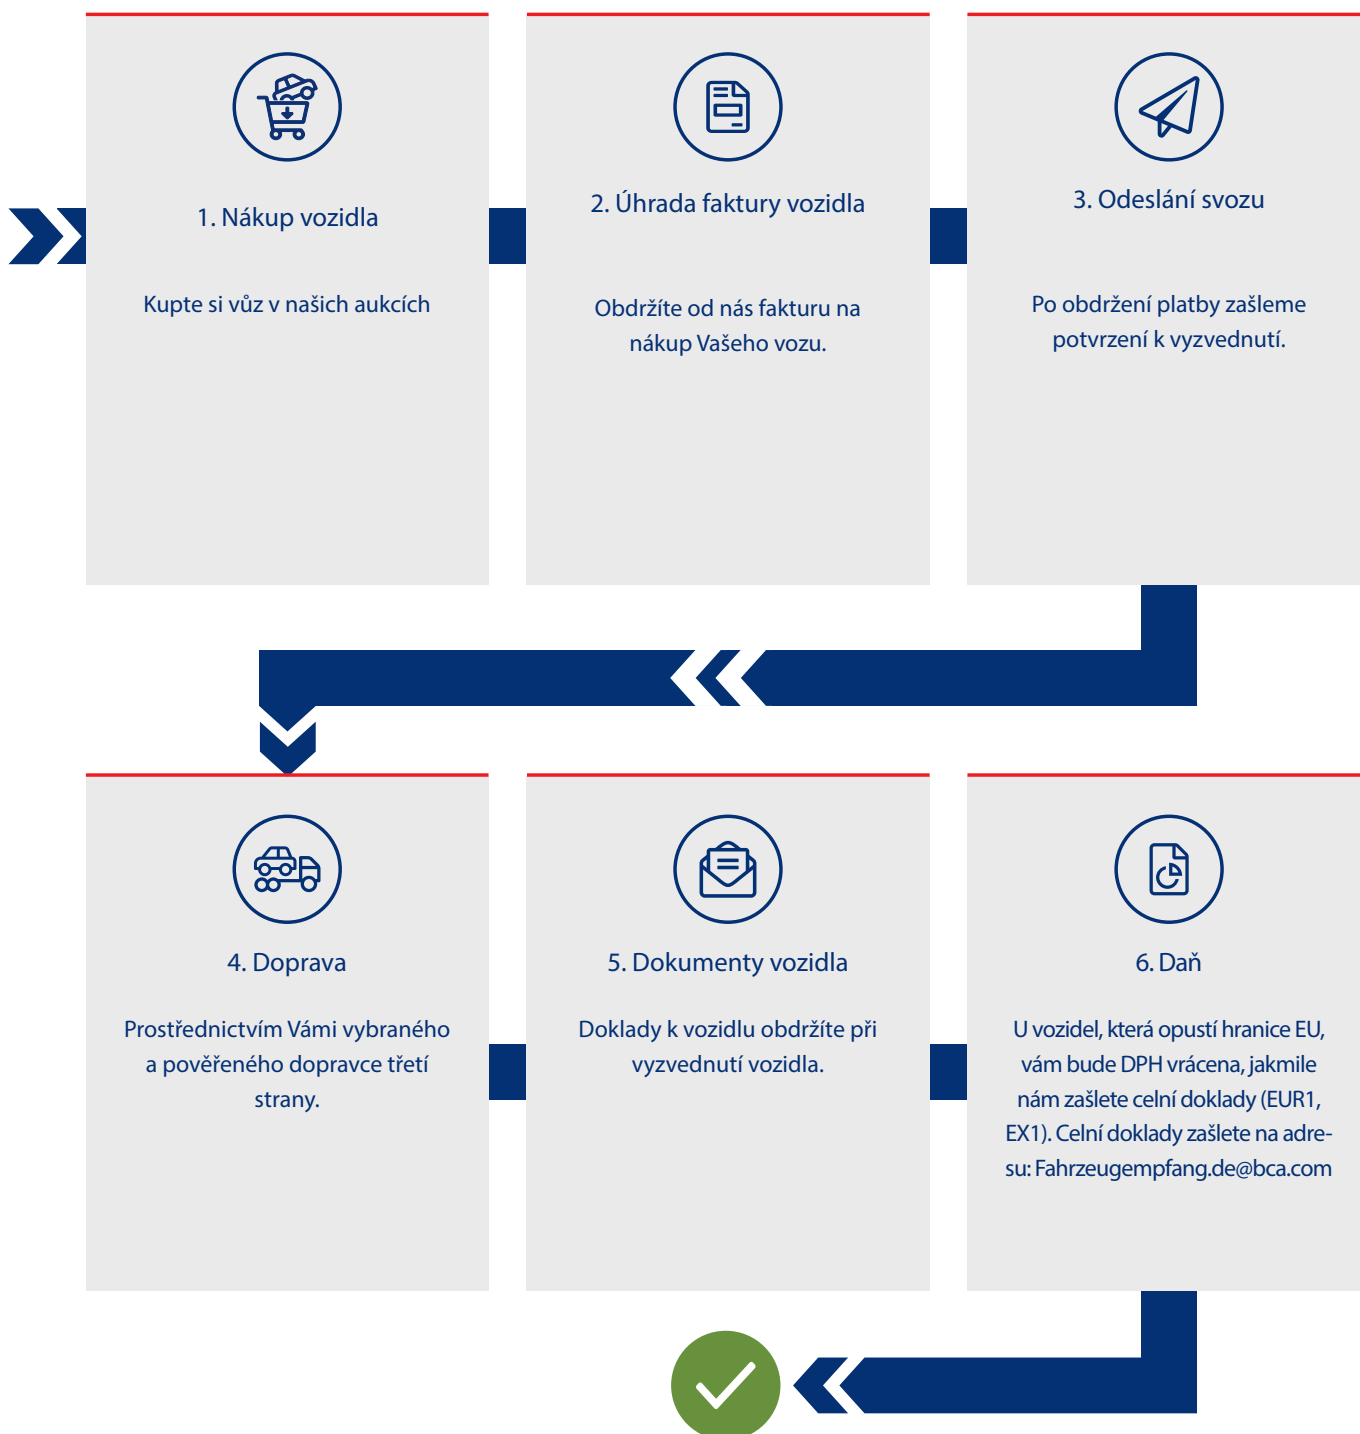 1. Nákup vozidla
Kupte si vůz v našich aukcích
2. Úhrada faktury vozidla
Obdržíte od nás fakturu na
nákup Vašeho vozu.
3. Odeslání svozu
Po obdržení platby zašleme
potvrzení k vyzvednutí.
4. Doprava
Prostřednictvím Vámi vybraného
a pověřeného dopravce třetí
strany.
5. Dokumenty vozidla
Doklady k vozidlu obdržíte při
vyzvednutí vozidla.
6. Daň
U vozidel, která opustí hranice EU,
vám bude DPH vrácena, jakmile
nám zašlete celní doklady (EUR1,
EX1). Celní doklady zašlete na adre-
su: Fahrzeugempfang.de@bca.com